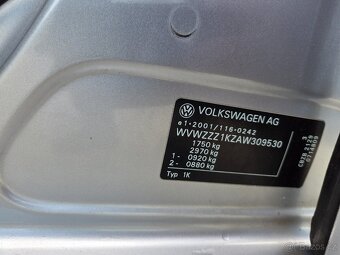 VOLKSWAGEN AG
e1*2001/116*0242
WVWZZZ1KZAW309530
1750 kg
2970 kg
1- 0920 kg
2- 0880 kg
Typ 1K